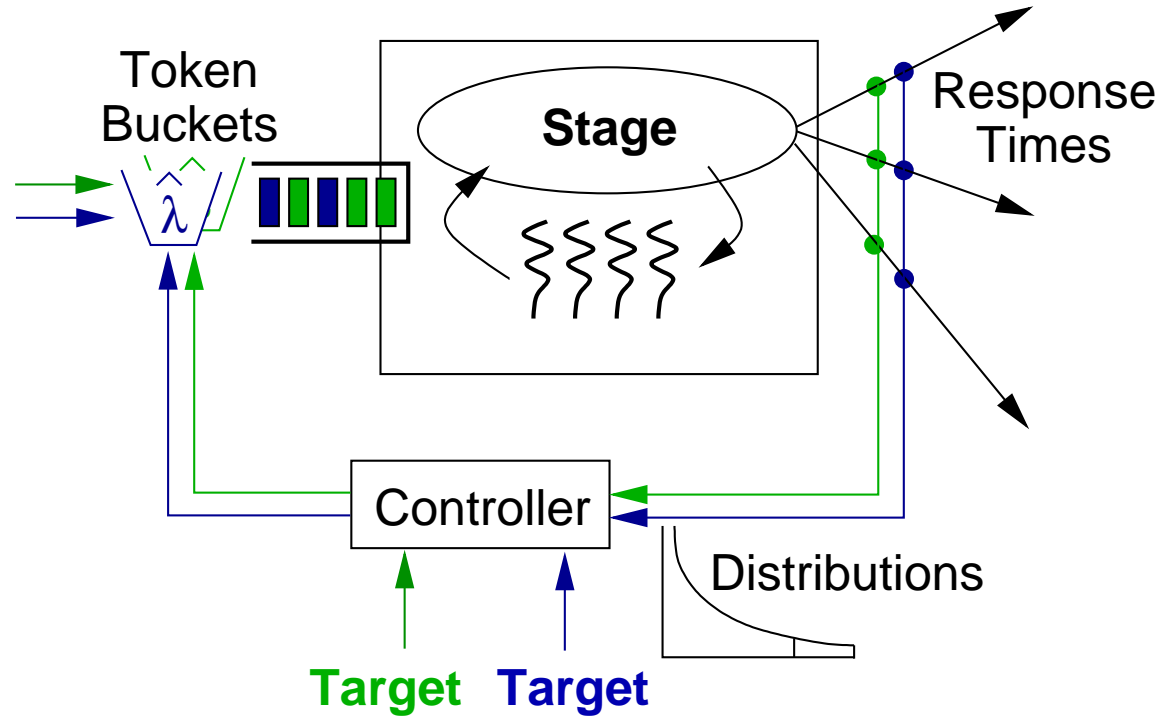 Token
Buckets
λ
Stage
Response
Times
Controller
Distributions
Target
Target